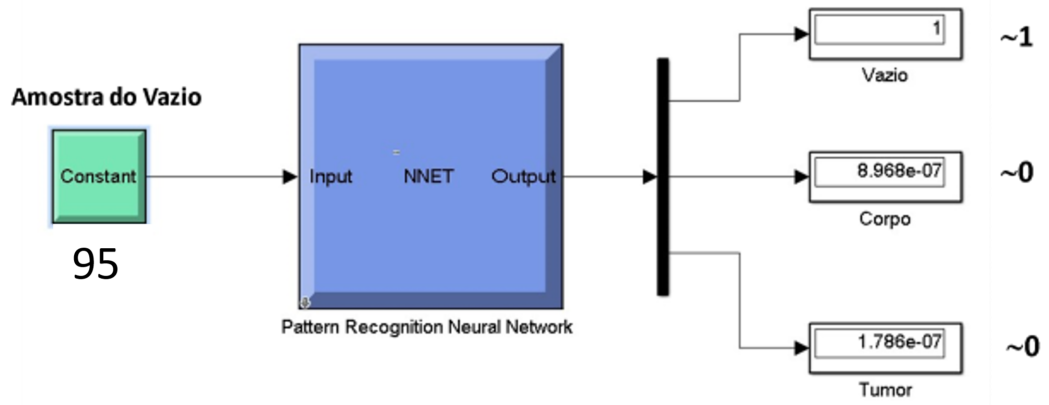 Amostra do Vazio
Constant
95
Input NNET Output
Pattern Recognition Neural Network
1
~1
Vazio
8.968e-07
~0
Corpo
1.786e-07
~0
Tumor